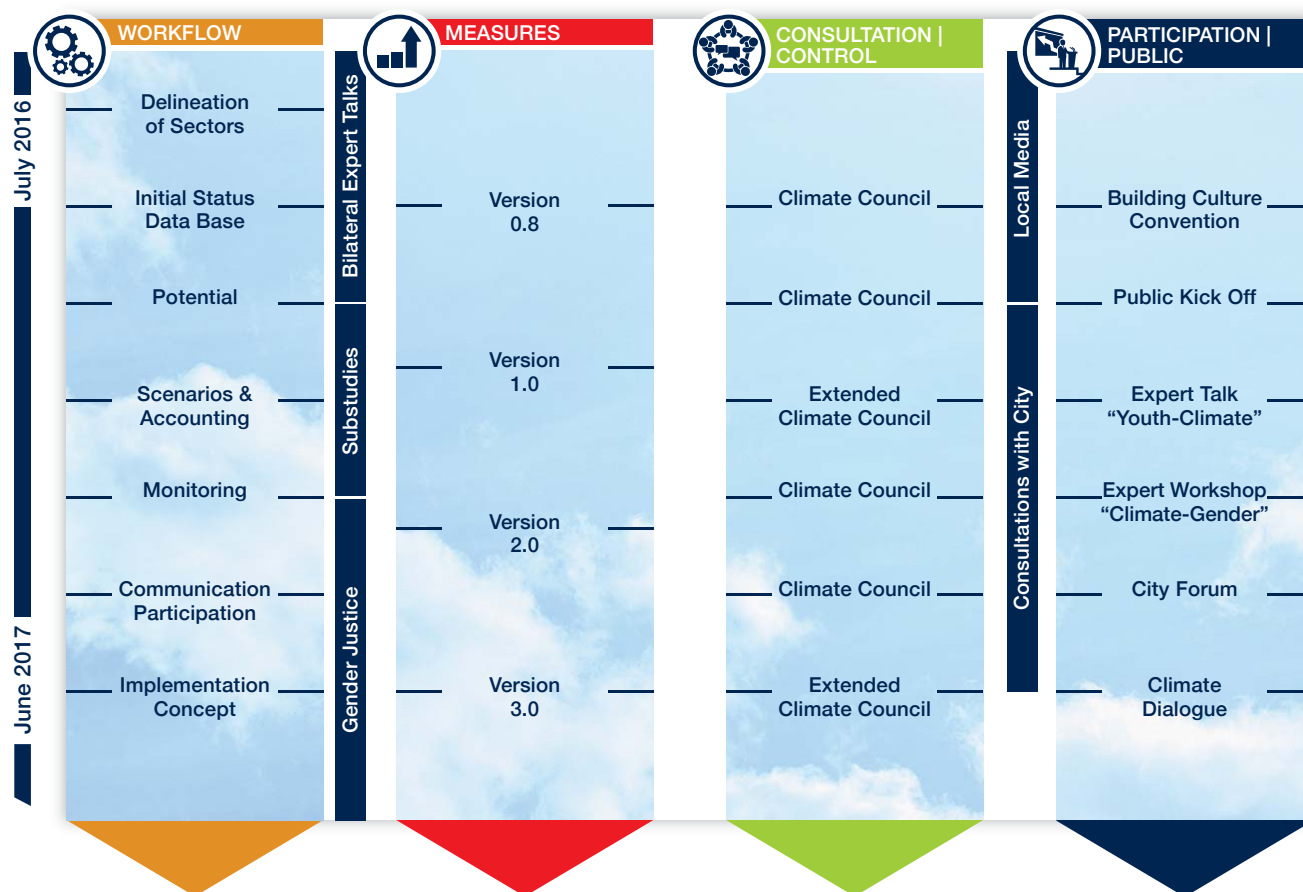 WORKFLOW
MEASURES
CONSULTATION |
CONTROL
PARTICIPATION |
PUBLIC
July 2016
June 2017
Delineation
of Sectors
Initial Status
Data Base
Potential
Scenarios &
Accounting
Monitoring
Communication
Participation
Implementation
Concept
Bilateral Expert Talks
Substudies
Gender Justice
Version
0.8
Version
1.0
Version
2.0
Version
3.0
Climate Council
Climate Council
Extended
Climate Council
Climate Council
Climate Council
Extended
Climate Council
Local Media
Consultations with City
Building Culture
Convention
Public Kick Off
Expert Talk
“Youth-Climate”
Expert Workshop
“Climate-Gender”
City Forum
Climate
Dialogue